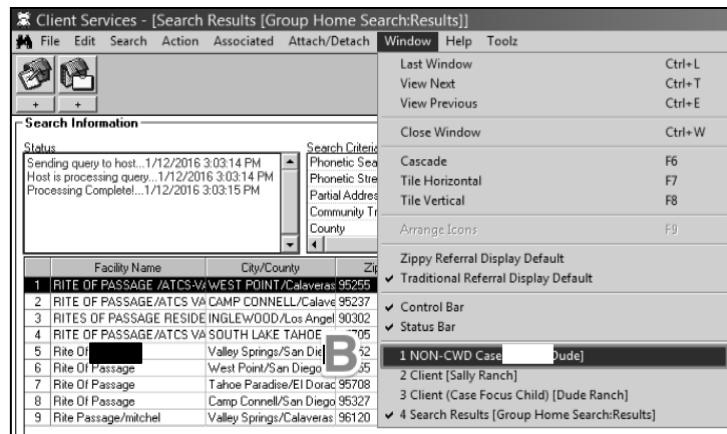 Client Services - [Search Results [Group Home Search:Results]]
File Edit Search Action Associated Attach/Detach Window Help Toolz
Last Window Ctrl+L
View Next Ctrl+T
View Previous Ctrl+E
Close Window Ctrl+W
Cascade F6
Tile Horizontal F7
Tile Vertical F8
Arrange Icons F9
Zippy Referral Display Default
✓ Traditional Referral Display Default
✓ Control Bar
✓ Status Bar
1 NON-CWD Case Dude]
2 Client [Sally Ranch]
3 Client (Case Focus Child) [Dude Ranch]
✓ 4 Search Results [Group Home Search:Results]
+ +
Search Information
Status
Sending query to host...1/12/2016 3:03:14 PM
Host is processing query...1/12/2016 3:03:14 PM
Processing Complete!...1/12/2016 3:03:15 PM
Search Criteria
Phonetic Sea
Phonetic Stre
Partial Addres
Community Tr
County
Facility Name City/County Zip
1 RITE OF PASSAGE /ATCS-VA WEST POINT/Calaveras 95255
2 RITE OF PASSAGE/ATCS VA CAMP CONNELL/Calave 95237
3 RITES OF PASSAGE RESIDE INGLEWOOD/Los Angel 90302
4 RITE OF PASSAGE/ATCS VA SOUTH LAKE TAHOE
5 Rite Of Valley Springs/San Die
6 Rite Of Passage West Point/San Diego
7 Rite Of Passage Tahoe Paradise/El Dorac 95708
8 Rite Of Passage Camp Connell/San Diego 95327
9 Rite Passage/mitchel Valley Springs/Calaveras 96120
B